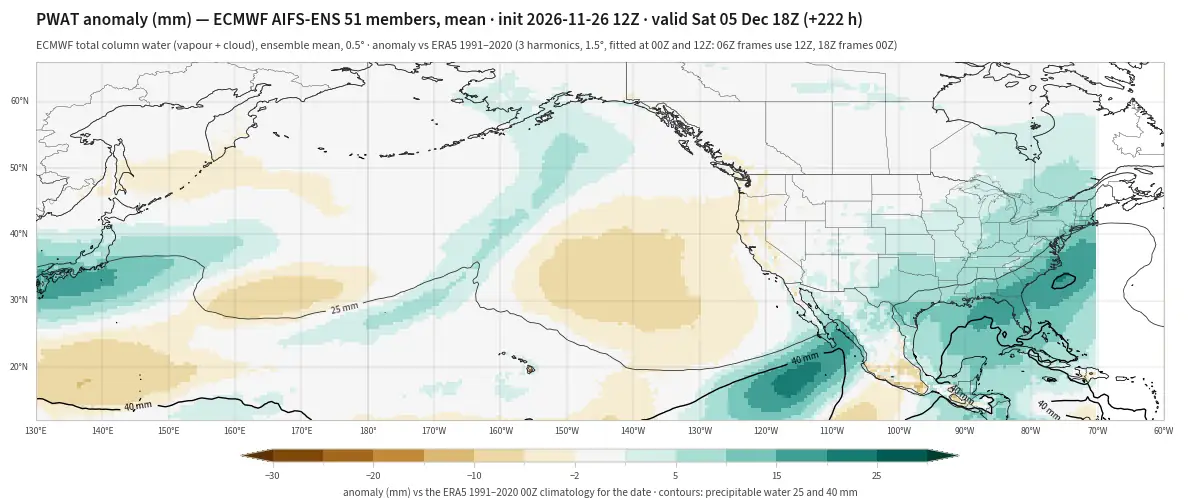 PWAT anomaly (mm) — ECMWF AIFS-ENS 51 members, mean · init 2026-11-26 12Z · valid Sat 05 Dec 18Z (+222 h)
ECMWF total column water (vapour + cloud), ensemble mean, 0.5° · anomaly vs ERA5 1991–2020 (3 harmonics, 1.5°, fitted at 00Z and 12Z: 06Z frames use 12Z, 18Z frames 00Z)
60°N
50°N
40°N
30°N
20°N
25 mm
40 mm
40 mm
40 mm
40 mm
130°E 140°E 150°E 160°E 170°E 180° 170°W 160°W 150°W 140°W 130°W 120°W 110°W 100°W 90°W 80°W 70°W 60°W
−30 −20 −10 −2 5 15 25
anomaly (mm) vs the ERA5 1991–2020 00Z climatology for the date · contours: precipitable water 25 and 40 mm